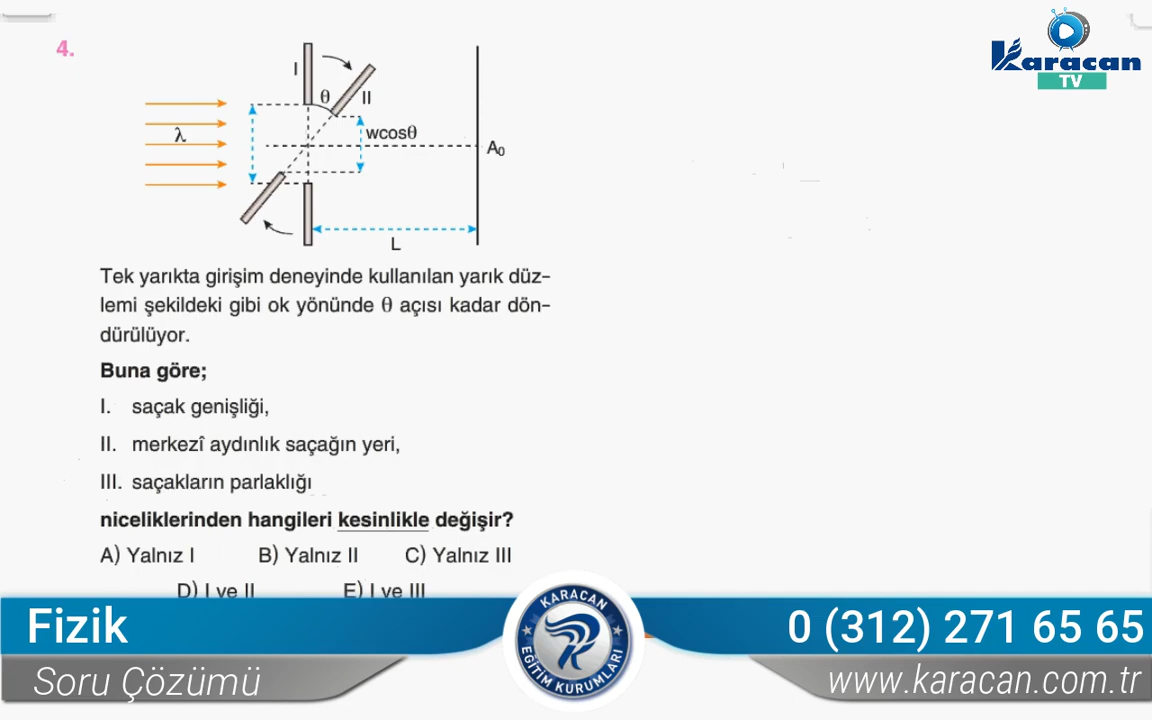 4.
Karacan
TV
I
θ
II
λ
wcosθ
A₀
L
Tek yarıkta girişim deneyinde kullanılan yarık düz-
lemi şekildeki gibi ok yönünde θ açısı kadar dön-
dürülüyor.
Buna göre;
I. saçak genişliği,
II. merkezî aydınlık saçağın yeri,
III. saçakların parlaklığı
niceliklerinden hangileri kesinlikle değişir?
A) Yalnız I B) Yalnız II C) Yalnız III
D) I ve II E) I ve III
Fizik
Soru Çözümü
KARACAN
EĞİTİM KURUMLARI
0 (312) 271 65 65
www.karacan.com.tr